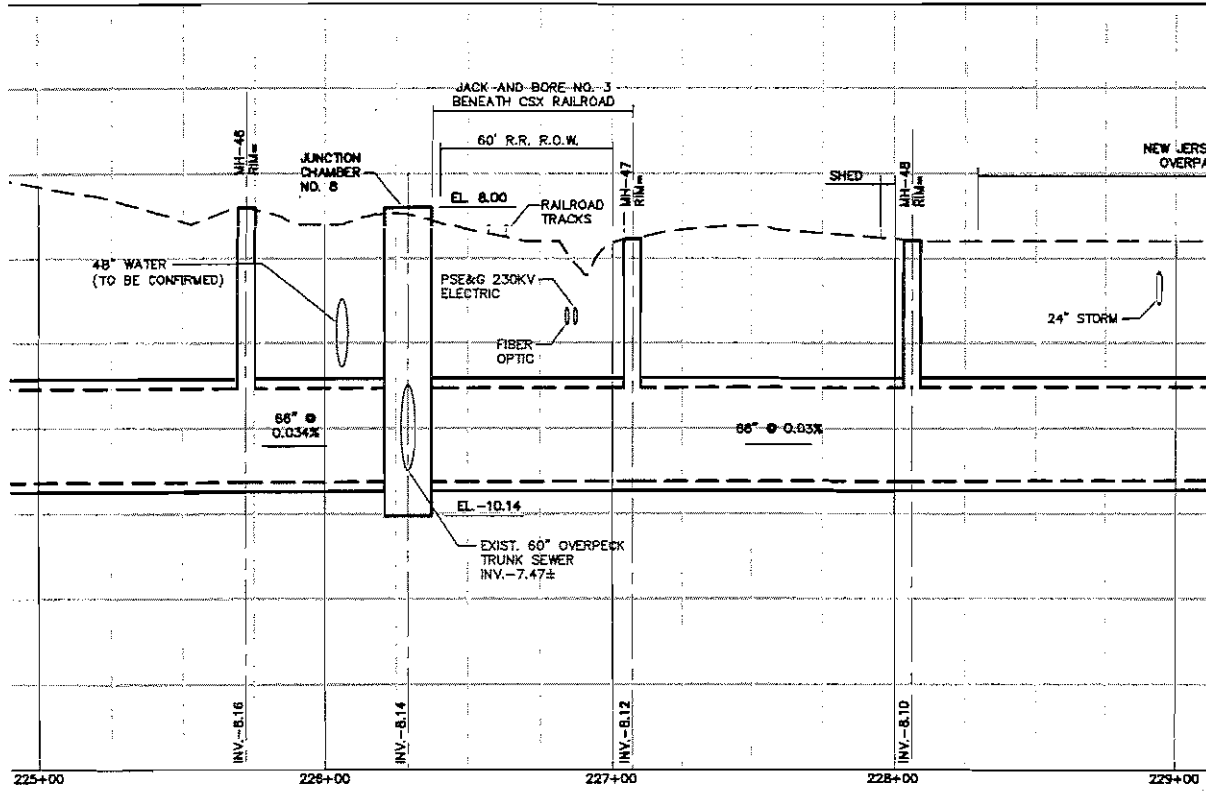 JACK AND BORE NO. 3
BENEATH CSX RAILROAD
60' R.R. R.O.W.
MH-46
RIM=
JUNCTION
CHAMBER
NO. 8
EL. 8.00
RAILROAD
TRACKS
MH-47
RIM=
SHED
MH-48
RIM=
NEW JERS
OVERPA
48" WATER
(TO BE CONFIRMED)
PSE&G 230KV
ELECTRIC
FIBER
OPTIC
24" STORM
66" @
0.034%
66" @ 0.03%
EL.-10.14
EXIST. 60" OVERPECK
TRUNK SEWER
INV.-7.47±
INV.-8.16
INV.-8.14
INV.-8.12
INV.-8.10
225+00
226+00
227+00
228+00
229+00